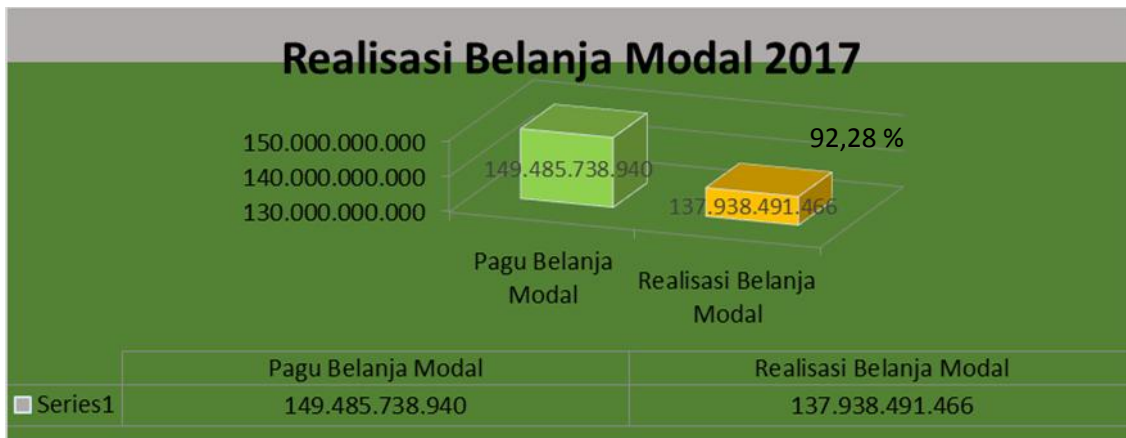 Realisasi Belanja Modal 2017
92,28 %
150.000.000.000
140.000.000.000
130.000.000.000
149.485.738.940
137.938.491.466
Pagu Belanja
Modal
Realisasi Belanja
Modal
Pagu Belanja Modal
Realisasi Belanja Modal
Series1
149.485.738.940
137.938.491.466